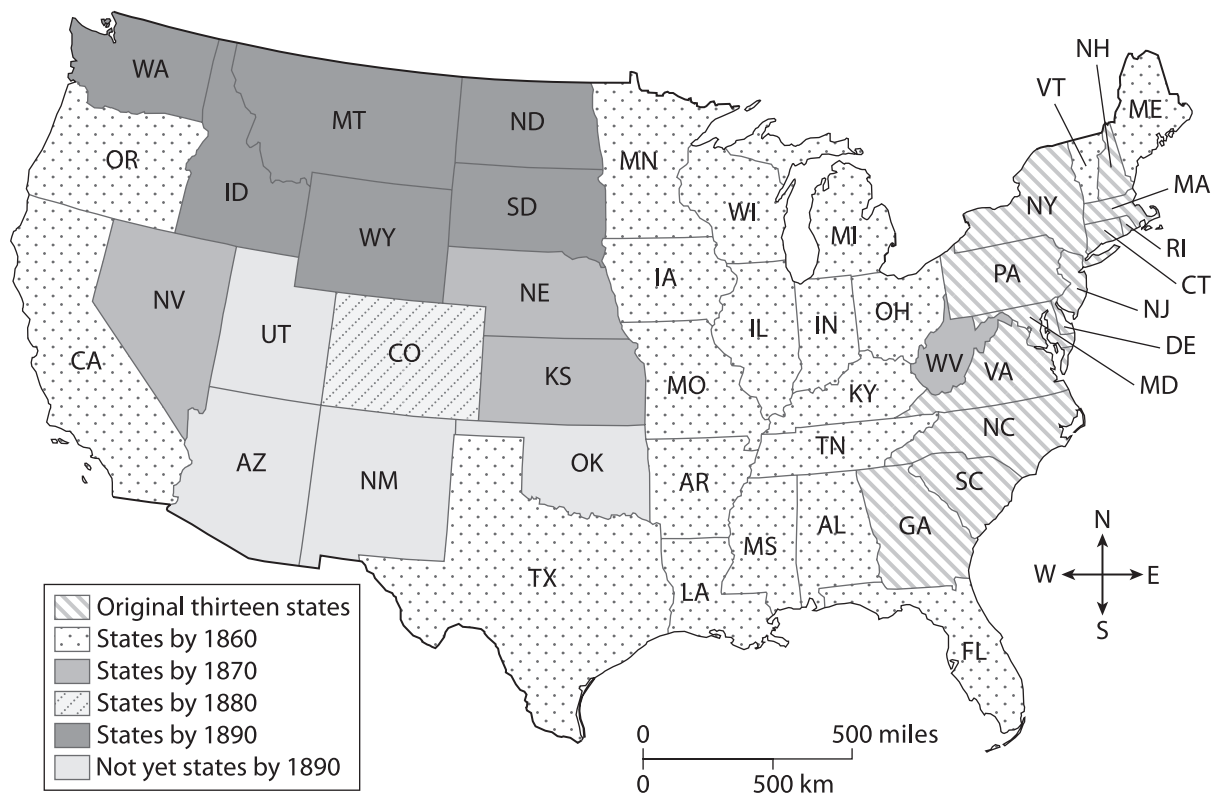 NH
VT
ME
WA
MT
ND
MN
OR
ID
SD
WI
MI
NY
MA
WY
RI
CT
IA
PA
NV
NE
NJ
UT
IL
IN
OH
DE
CA
CO
KS
MO
WV
VA
MD
KY
NC
AZ
NM
OK
TN
AR
SC
MS
AL
GA
TX
LA
FL
N
W E
S
Original thirteen states
States by 1860
States by 1870
States by 1880
States by 1890
Not yet states by 1890
0 500 miles
0 500 km